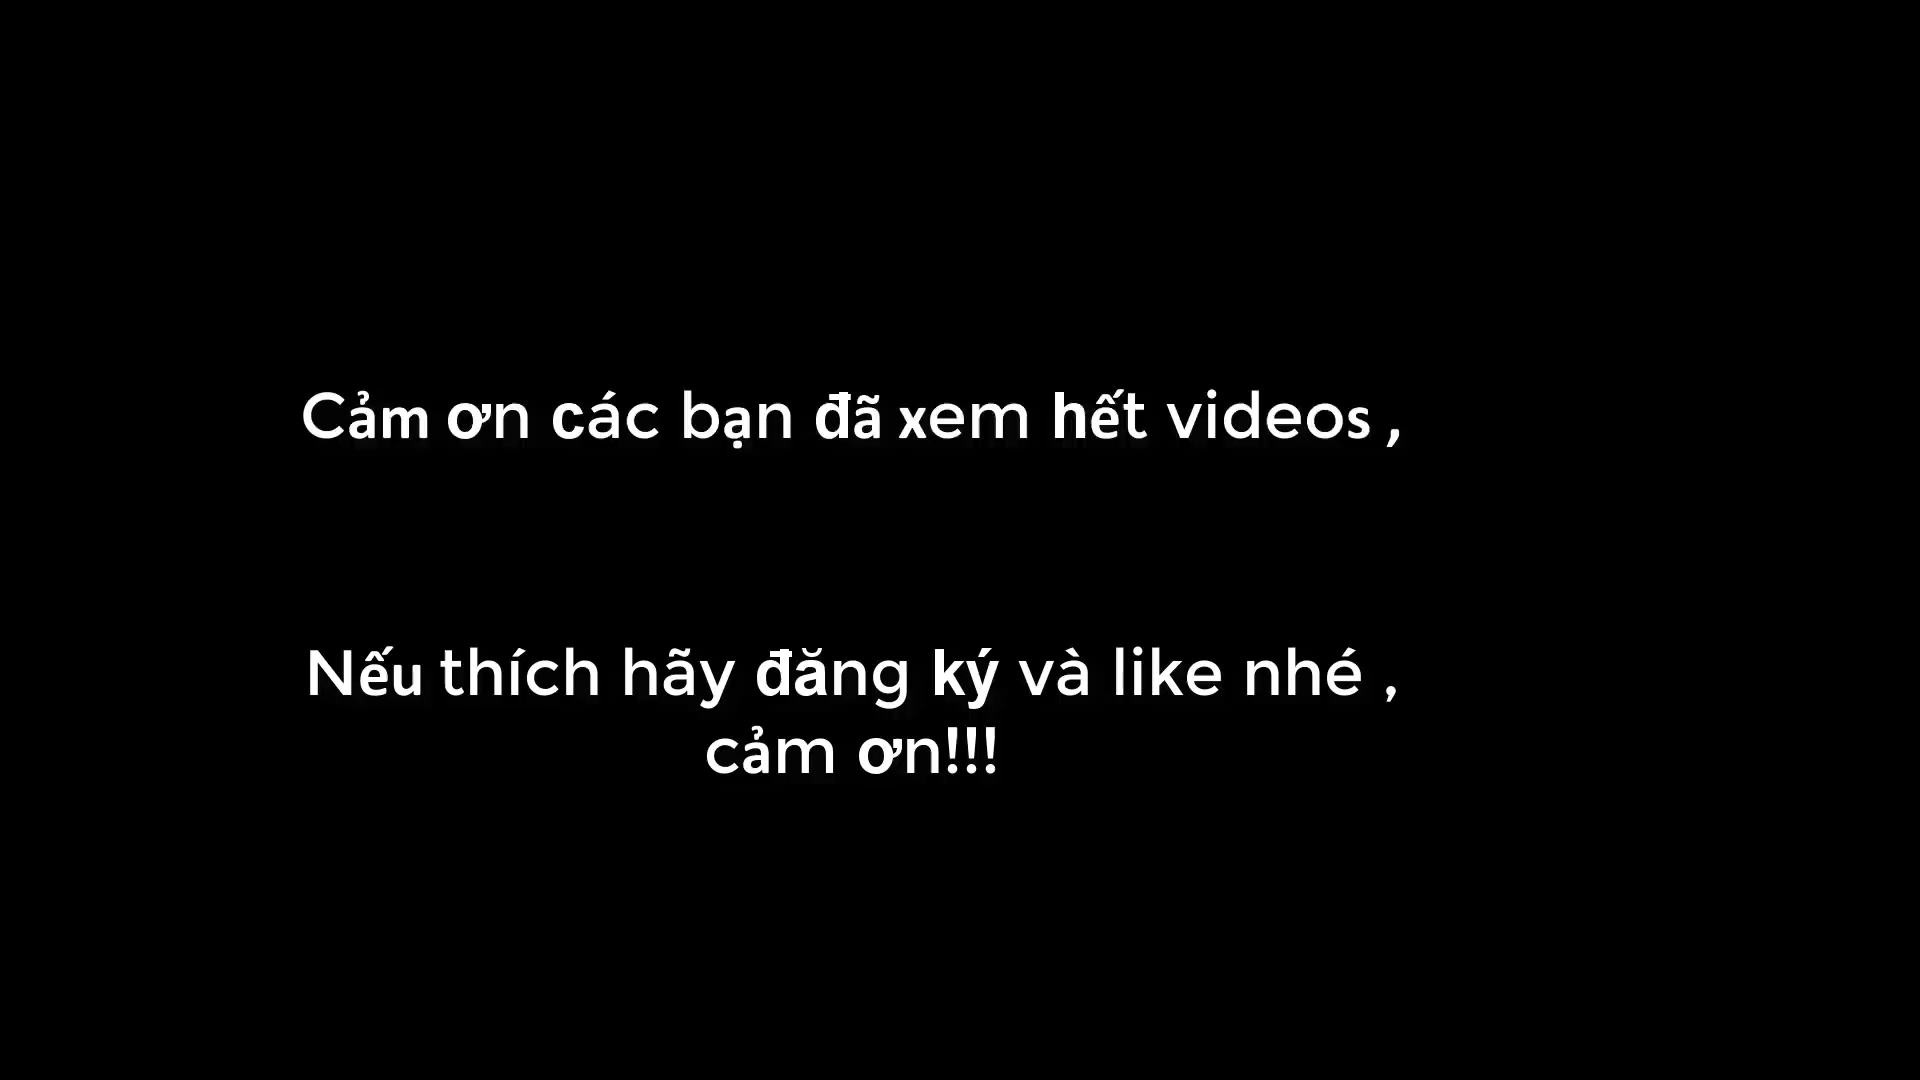 Cảm ơn các bạn đã xem hết videos ,
Nếu thích hãy đăng ký và like nhé ,
cảm ơn!!!